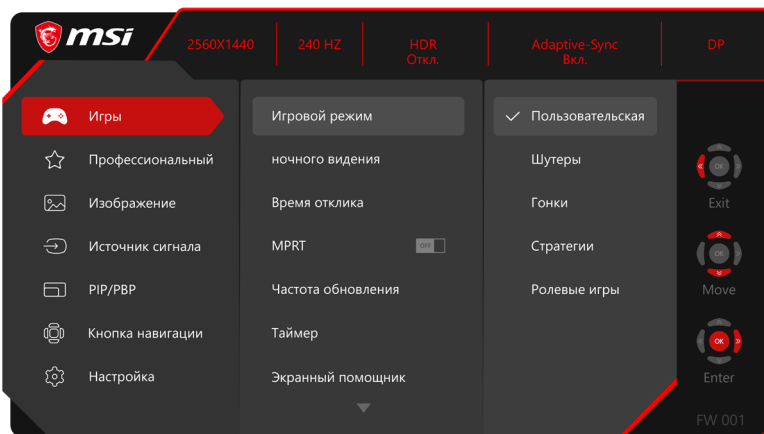 msi
2560X1440
240 HZ
HDR
Откл.
Adaptive-Sync
Вкл.
DP
Игры
Профессиональный
Изображение
Источник сигнала
PIP/PBP
Кнопка навигации
Настройка
Игровой режим
ночного видения
Время отклика
MPRT
OFF
Частота обновления
Таймер
Экранный помощник
Пользовательская
Шутеры
Гонки
Стратегии
Ролевые игры
OK
Exit
OK
Move
OK
Enter
FW 001